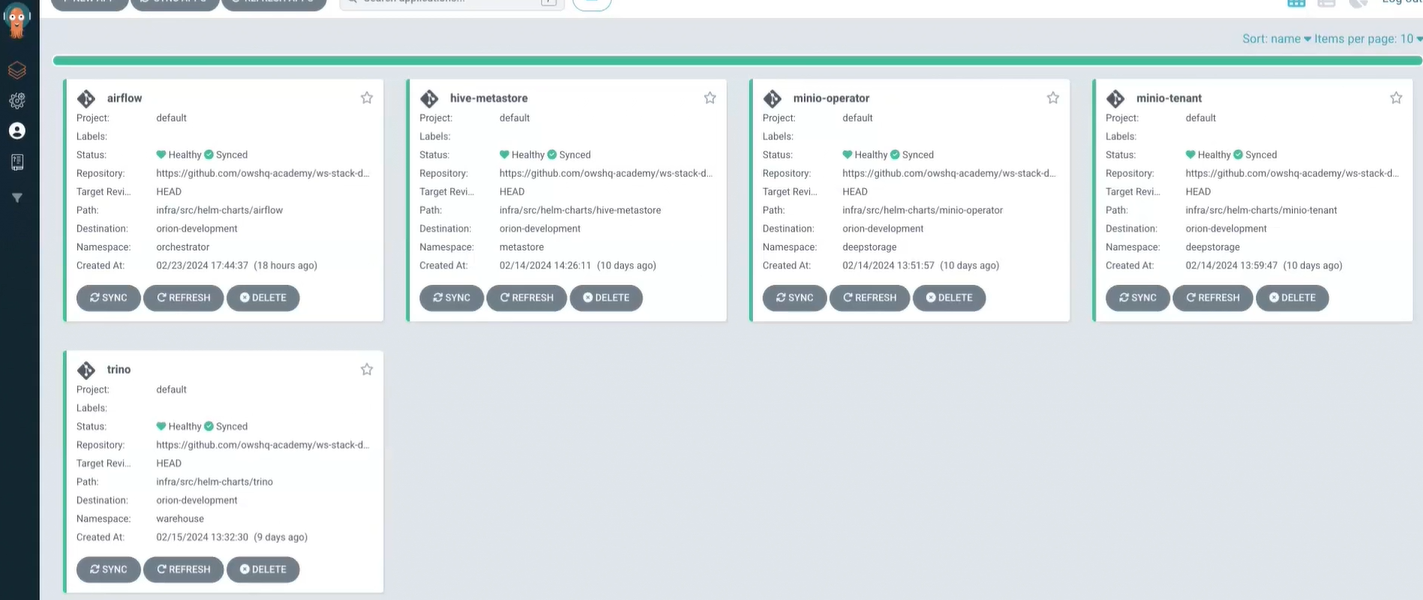 Sort: name Items per page: 10
airflow
Project: default
Labels:
Status: Healthy Synced
Repository: https://github.com/owshq-academy/ws-stack-d...
Target Revi... HEAD
Path: infra/src/helm-charts/airflow
Destination: orion-development
Namespace: orchestrator
Created At: 02/23/2024 17:44:37 (18 hours ago)
SYNC REFRESH DELETE
hive-metastore
Project: default
Labels:
Status: Healthy Synced
Repository: https://github.com/owshq-academy/ws-stack-d...
Target Revi... HEAD
Path: infra/src/helm-charts/hive-metastore
Destination: orion-development
Namespace: metastore
Created At: 02/14/2024 14:26:11 (10 days ago)
SYNC REFRESH DELETE
minio-operator
Project: default
Labels:
Status: Healthy Synced
Repository: https://github.com/owshq-academy/ws-stack-d...
Target Revi... HEAD
Path: infra/src/helm-charts/minio-operator
Destination: orion-development
Namespace: deepstorage
Created At: 02/14/2024 13:51:57 (10 days ago)
SYNC REFRESH DELETE
minio-tenant
Project: default
Labels:
Status: Healthy Synced
Repository: https://github.com/owshq-academy/ws-stack-d...
Target Revi... HEAD
Path: infra/src/helm-charts/minio-tenant
Destination: orion-development
Namespace: deepstorage
Created At: 02/14/2024 13:59:47 (10 days ago)
SYNC REFRESH DELETE
trino
Project: default
Labels:
Status: Healthy Synced
Repository: https://github.com/owshq-academy/ws-stack-d...
Target Revi... HEAD
Path: infra/src/helm-charts/trino
Destination: orion-development
Namespace: warehouse
Created At: 02/15/2024 13:32:30 (9 days ago)
SYNC REFRESH DELETE